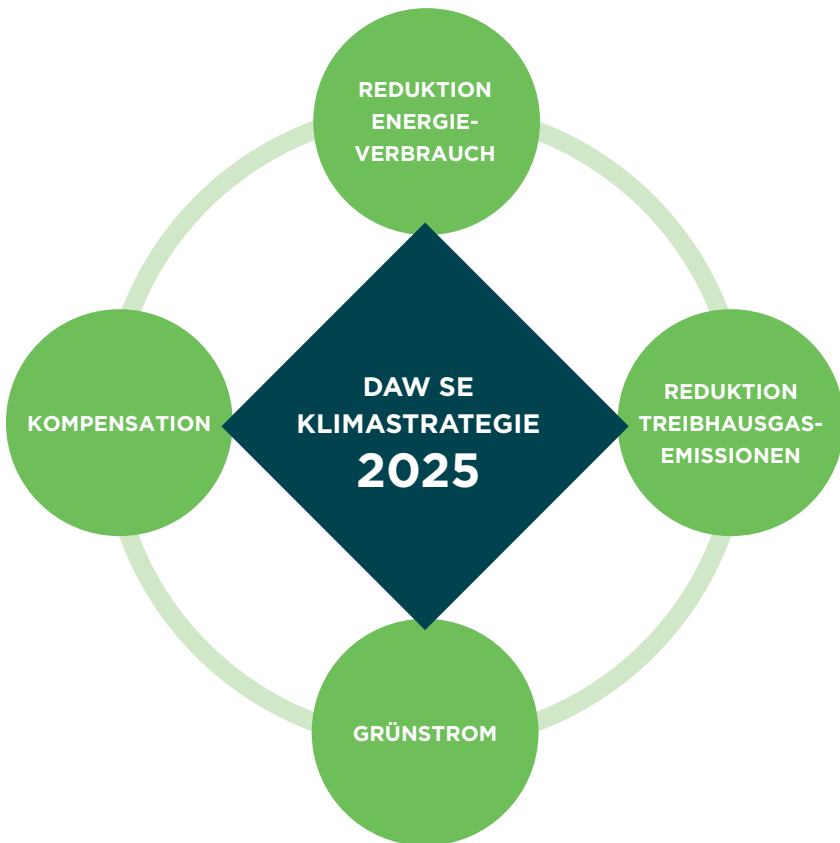 REDUKTION
ENERGIE-
VERBRAUCH
DAW SE
KLIMASTRATEGIE
2025
KOMPENSATION
REDUKTION
TREIBHAUSGAS-
EMISSIONEN
GRÜNSTROM